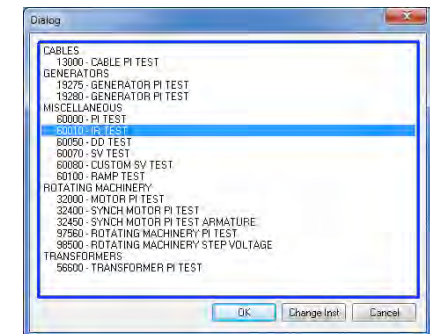 Dialog
CABLES
13000 - CABLE PI TEST
GENERATORS
19275 - GENERATOR PI TEST
19280 - GENERATOR PI TEST
MISCELLANEOUS
60000 - PI TEST
60010 - IR TEST
60050 - DD TEST
60070 - SV TEST
60080 - CUSTOM SV TEST
60100 - RAMP TEST
ROTATING MACHINERY
32000 - MOTOR PI TEST
32400 - SYNCH MOTOR PI TEST
32450 - SYNCH MOTOR PI TEST ARMATURE
97560 - ROTATING MACHINERY PI TEST
98500 - ROTATING MACHINERY STEP VOLTAGE
TRANSFORMERS
56600 - TRANSFORMER PI TEST
OK Change Inst Cancel